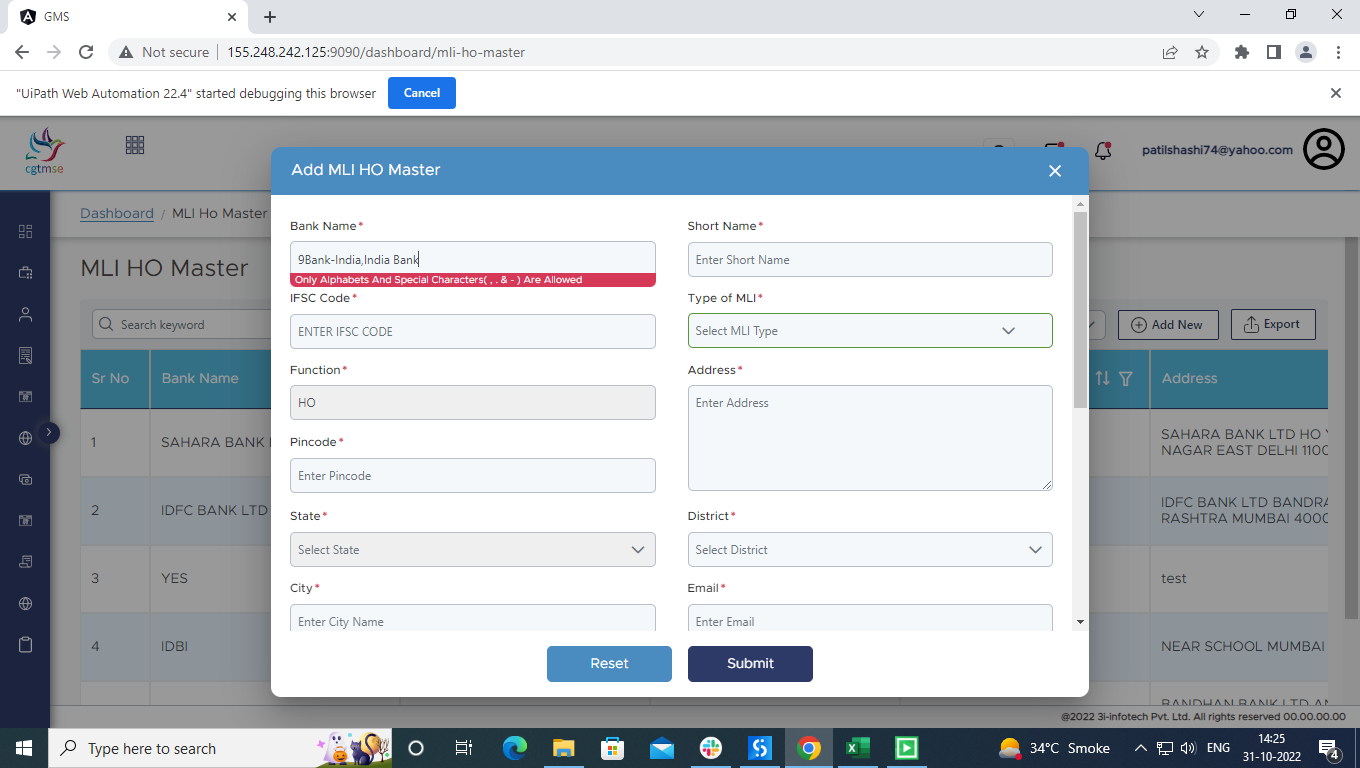 GMS
Not secure
155.248.242.125:9090/dashboard/mli-ho-master
"UiPath Web Automation 22.4" started debugging this browser
Cancel
cgtmse
patilshashi74@yahoo.com
Dashboard / MLI Ho Master
MLI HO Master
Search keyword
Add New
Export
Sr No
Bank Name
Address
1
SAHARA BANK
SAHARA BANK LTD HO
NAGAR EAST DELHI 1100
2
IDFC BANK LTD
IDFC BANK LTD BANDRA
RASHTRA MUMBAI 4000
3
YES
test
4
IDBI
NEAR SCHOOL MUMBAI
BANDHAN BANK LTD
Add MLI HO Master
Bank Name*
9Bank-India,India Bank
Only Alphabets And Special Characters( , . & - ) Are Allowed
Short Name*
Enter Short Name
IFSC Code*
ENTER IFSC CODE
Type of MLI*
Select MLI Type
Function*
HO
Address*
Enter Address
Pincode*
Enter Pincode
State*
Select State
District*
Select District
City*
Enter City Name
Email*
Enter Email
Reset
Submit
@2022 3i-infotech Pvt. Ltd. All rights reserved 00.00.00.00
Type here to search
34°C Smoke
ENG
14:25
31-10-2022
4